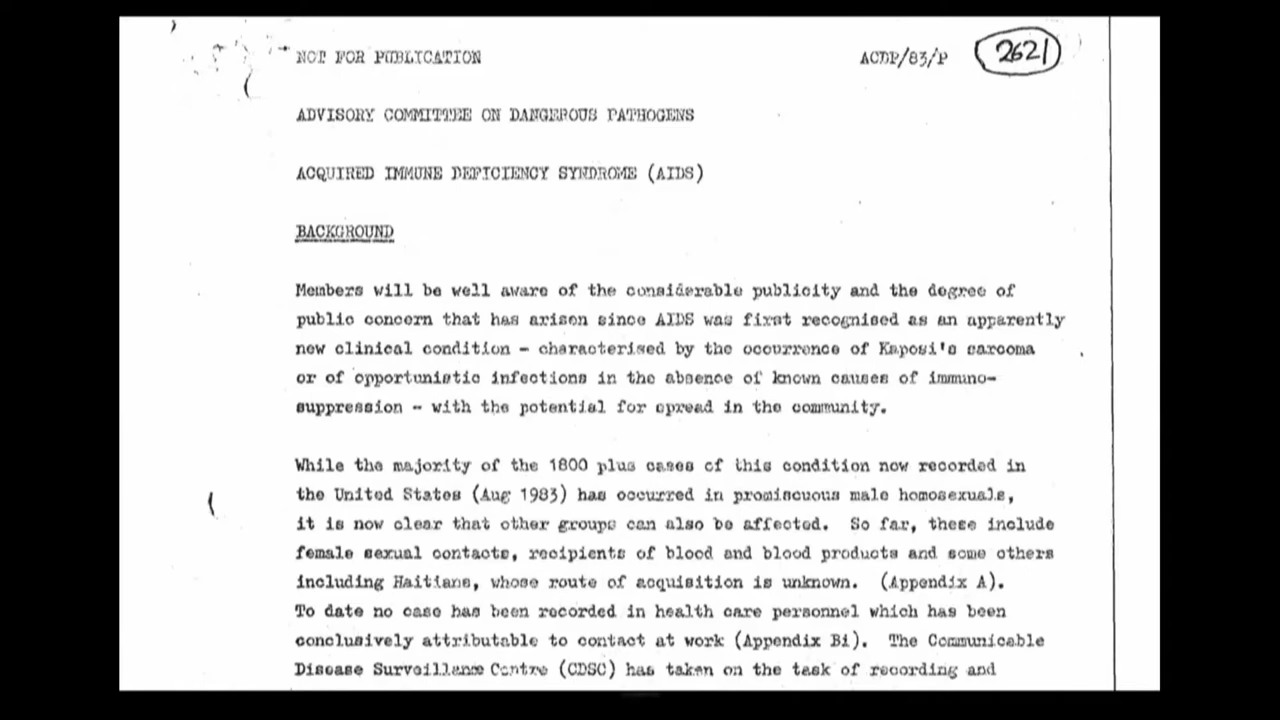 NOT FOR PUBLICATION ACDP/83/P 2621
ADVISORY COMMITTEE ON DANGEROUS PATHOGENS
ACQUIRED IMMUNE DEFICIENCY SYNDROME (AIDS)
BACKGROUND
Members will be well aware of the considerable publicity and the degree of
public concern that has arisen since AIDS was first recognised as an apparently
new clinical condition - characterised by the occurrence of Kaposi's sarcoma
or of opportunistic infections in the absence of known causes of immuno-
suppression - with the potential for spread in the community.
While the majority of the 1800 plus cases of this condition now recorded in
the United States (Aug 1983) has occurred in promiscuous male homosexuals,
it is now clear that other groups can also be affected. So far, these include
female sexual contacts, recipients of blood and blood products and some others
including Haitians, whose route of acquisition is unknown. (Appendix A).
To date no case has been recorded in health care personnel which has been
conclusively attributable to contact at work (Appendix Bi). The Communicable
Disease Surveillance Centre (CDSC) has taken on the task of recording and